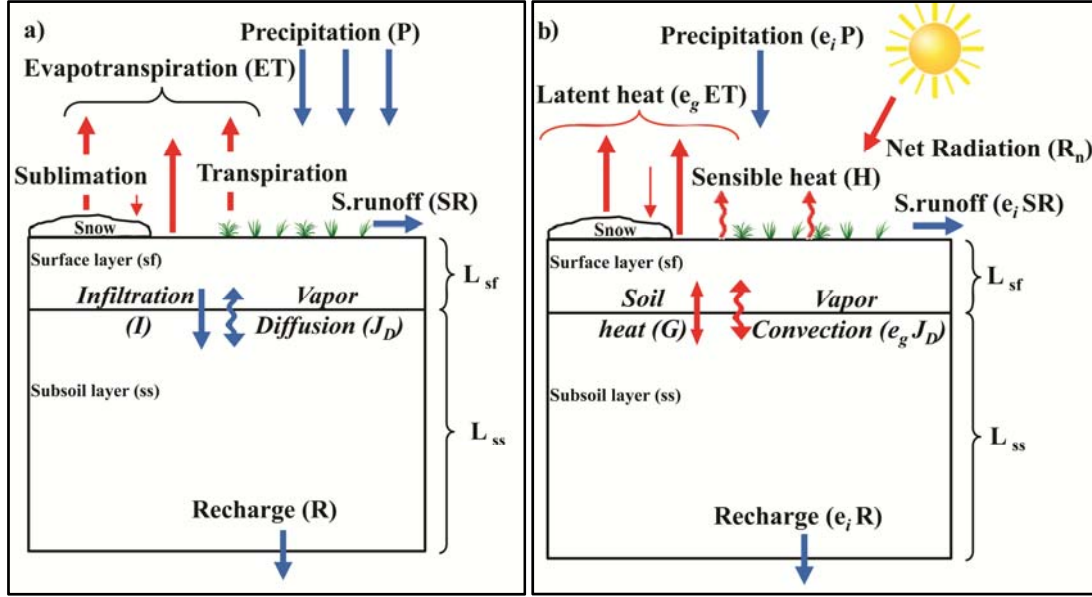 a)
Precipitation (P)
Evapotranspiration (ET)
Sublimation
Transpiration
S.runoff (SR)
Snow
Surface layer (sf)
L sf
Infiltration
Vapor
(I)
Diffusion (J_D)
Subsoil layer (ss)
L ss
Recharge (R)
b)
Precipitation (e_i P)
Latent heat (e_g ET)
Net Radiation (R_n)
Sensible heat (H)
S.runoff (e_i SR)
Snow
Surface layer (sf)
L sf
Soil
Vapor
heat (G)
Convection (e_g J_D)
Subsoil layer (ss)
L ss
Recharge (e_i R)